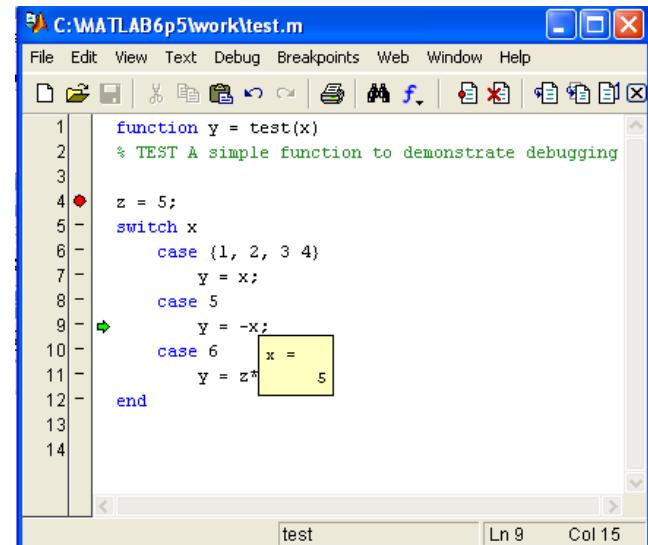 C:\MATLAB6p5\work\test.m
File Edit View Text Debug Breakpoints Web Window Help
1 function y = test(x)
2 % TEST A simple function to demonstrate debugging
3
4 z = 5;
5 - switch x
6 - case {1, 2, 3 4}
7 - y = x;
8 - case 5
9 - y = -x;
10 - case 6
x =
11 - y = z*
5
12 - end
13
14
test Ln 9 Col 15